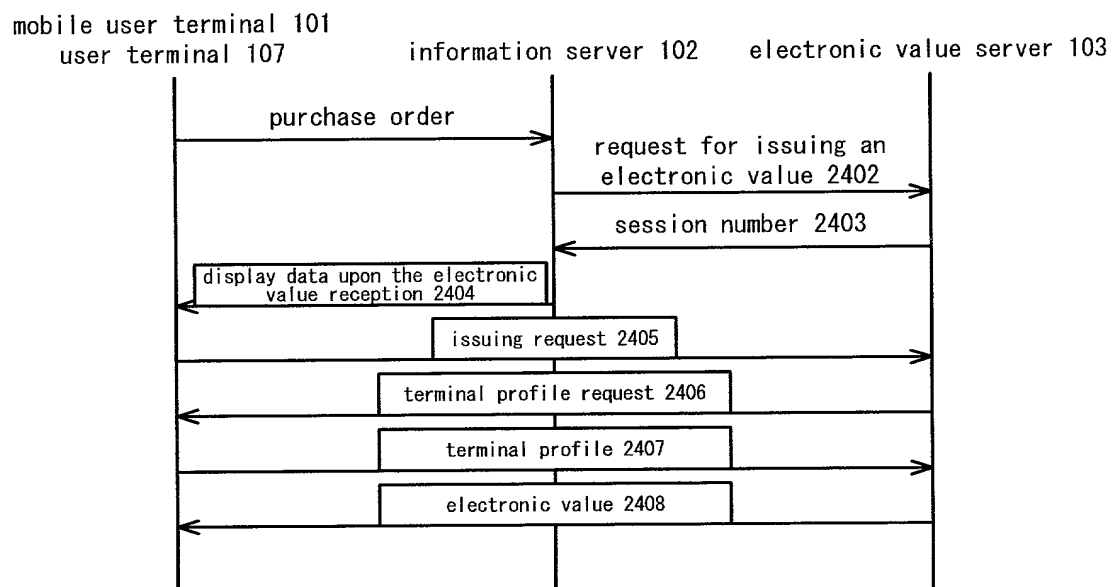 mobile user terminal 101
user terminal 107
information server 102
electronic value server 103
purchase order
request for issuing an
electronic value 2402
session number 2403
display data upon the electronic
value reception 2404
issuing request 2405
terminal profile request 2406
terminal profile 2407
electronic value 2408